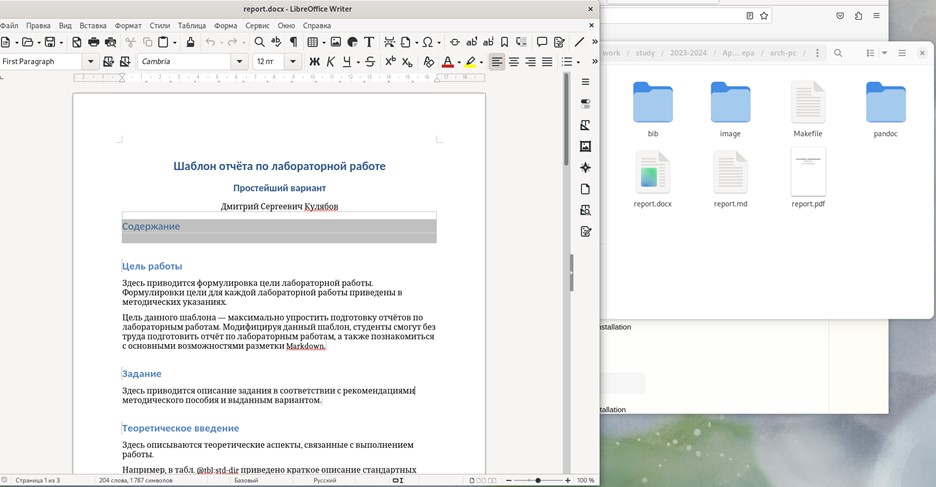 report.docx — LibreOffice Writer
Файл Правка Вид Вставка Формат Стили Таблица Форма Сервис Окно Справка
First Paragraph Cambria 12 пт
Шаблон отчёта по лабораторной работе
Простейший вариант
Дмитрий Сергеевич Кулябов
Содержание
Цель работы
Здесь приводится формулировка цели лабораторной работы.
Формулировки цели для каждой лабораторной работы приведены в
методических указаниях.
Цель данного шаблона — максимально упростить подготовку отчётов по
лабораторным работам. Модифицируя данный шаблон, студенты смогут без
труда подготовить отчёт по лабораторным работам, а также познакомиться
с основными возможностями разметки Markdown.
Задание
Здесь приводится описание задания в соответствии с рекомендациями
методического пособия и выданным вариантом.
Теоретическое введение
Здесь описываются теоретические аспекты, связанные с выполнением
работы.
Например, в табл. @tbl:std-dir приведено краткое описание стандартных
Страница 1 из 3 204 слова, 1 787 символов Базовый Русский 100 %
work / study / 2023-2024 / Ap... ера / arch-pc /
bib image Makefile pandoc
report.docx report.md report.pdf
stallation
tallation